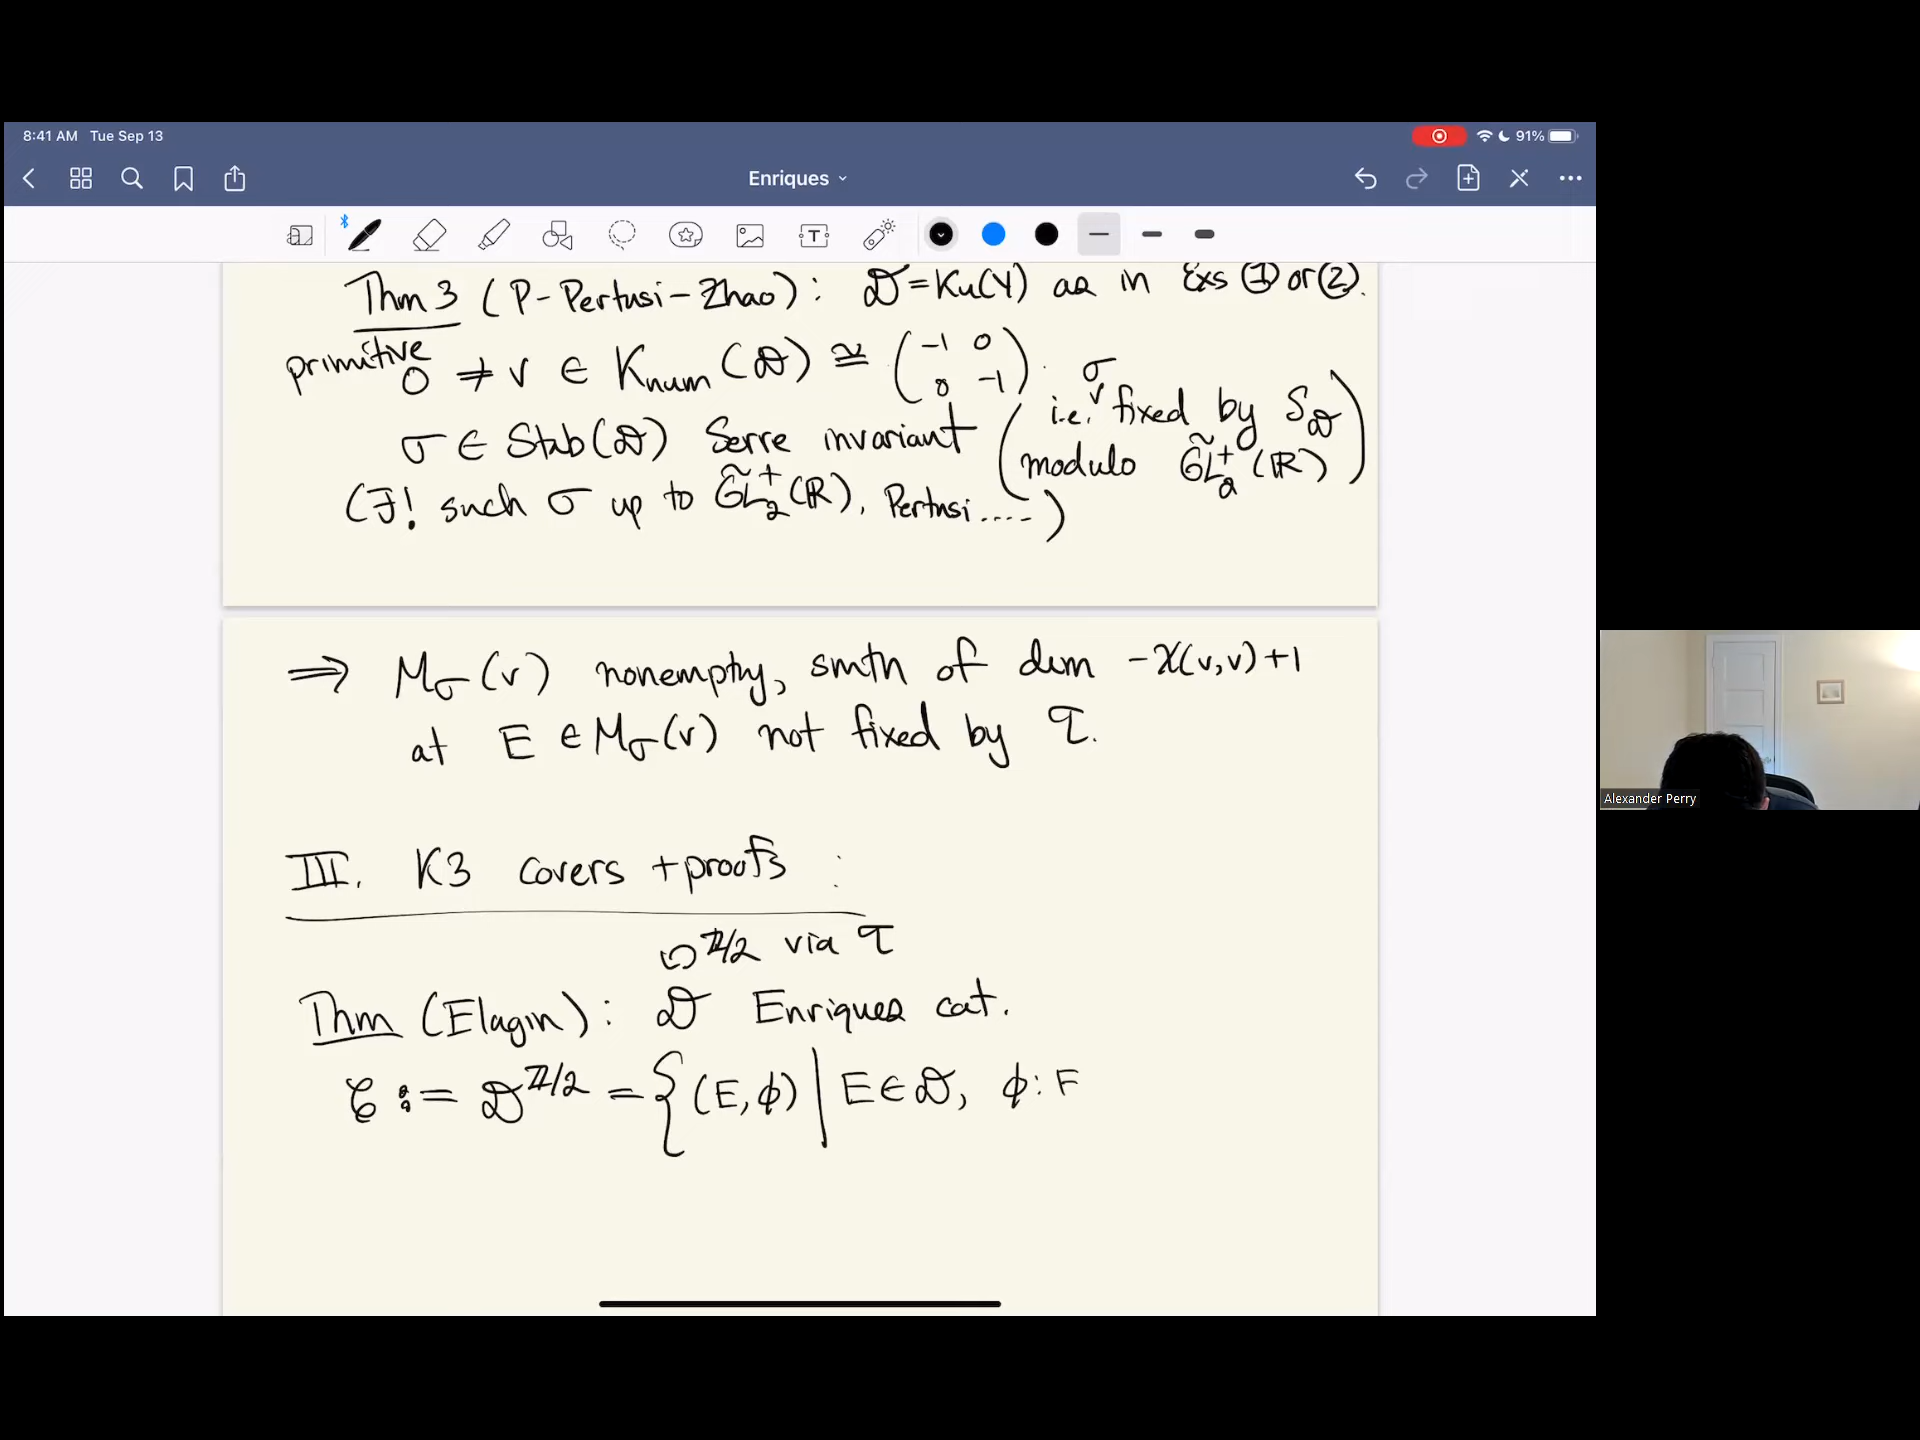 8:41 AM Tue Sep 13
91%
Enriques
Thm 3 (P-Pertusi-Zhao): 𝒟=Ku(Y) as in Exs ① or ②.
primitive
0 ≠ v ∈ Knum(𝒟) ≅ (-1 0
0 -1)
σ ∈ Stab(𝒟) Serre invariant (i.e. σ fixed by S_𝒟
modulo G̃L₂⁺(ℝ))
(∃! such σ up to G̃L₂⁺(ℝ), Pertusi.....)
⟹ M_σ(v) nonempty, smth of dim -χ(v,v)+1
at E ∈ M_σ(v) not fixed by τ.
III. K3 covers + proofs :
↻ ℤ/2 via τ
Thm (Elagin): 𝒟 Enriques cat.
𝒞 := 𝒟^{ℤ/2} = { (E, ϕ) | E ∈ 𝒟, ϕ: E
Alexander Perry